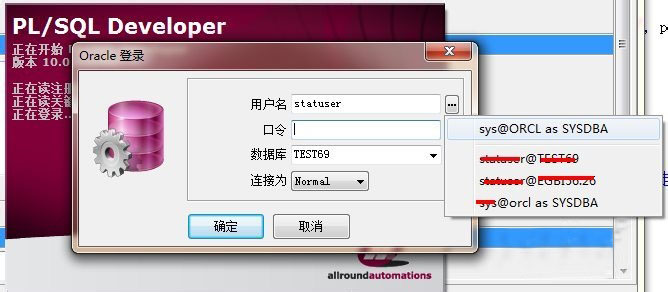 PL/SQL Developer
正在开始
版本 10.0
正在读注册
正在读关键
正在登录...
Oracle 登录
用户名 statuser ...
口令
数据库 TEST69
连接为 Normal
确定 取消
sys@ORCL as SYSDBA
statuser@TEST69
statuser@
sys@orcl as SYSDBA
allroundautomations